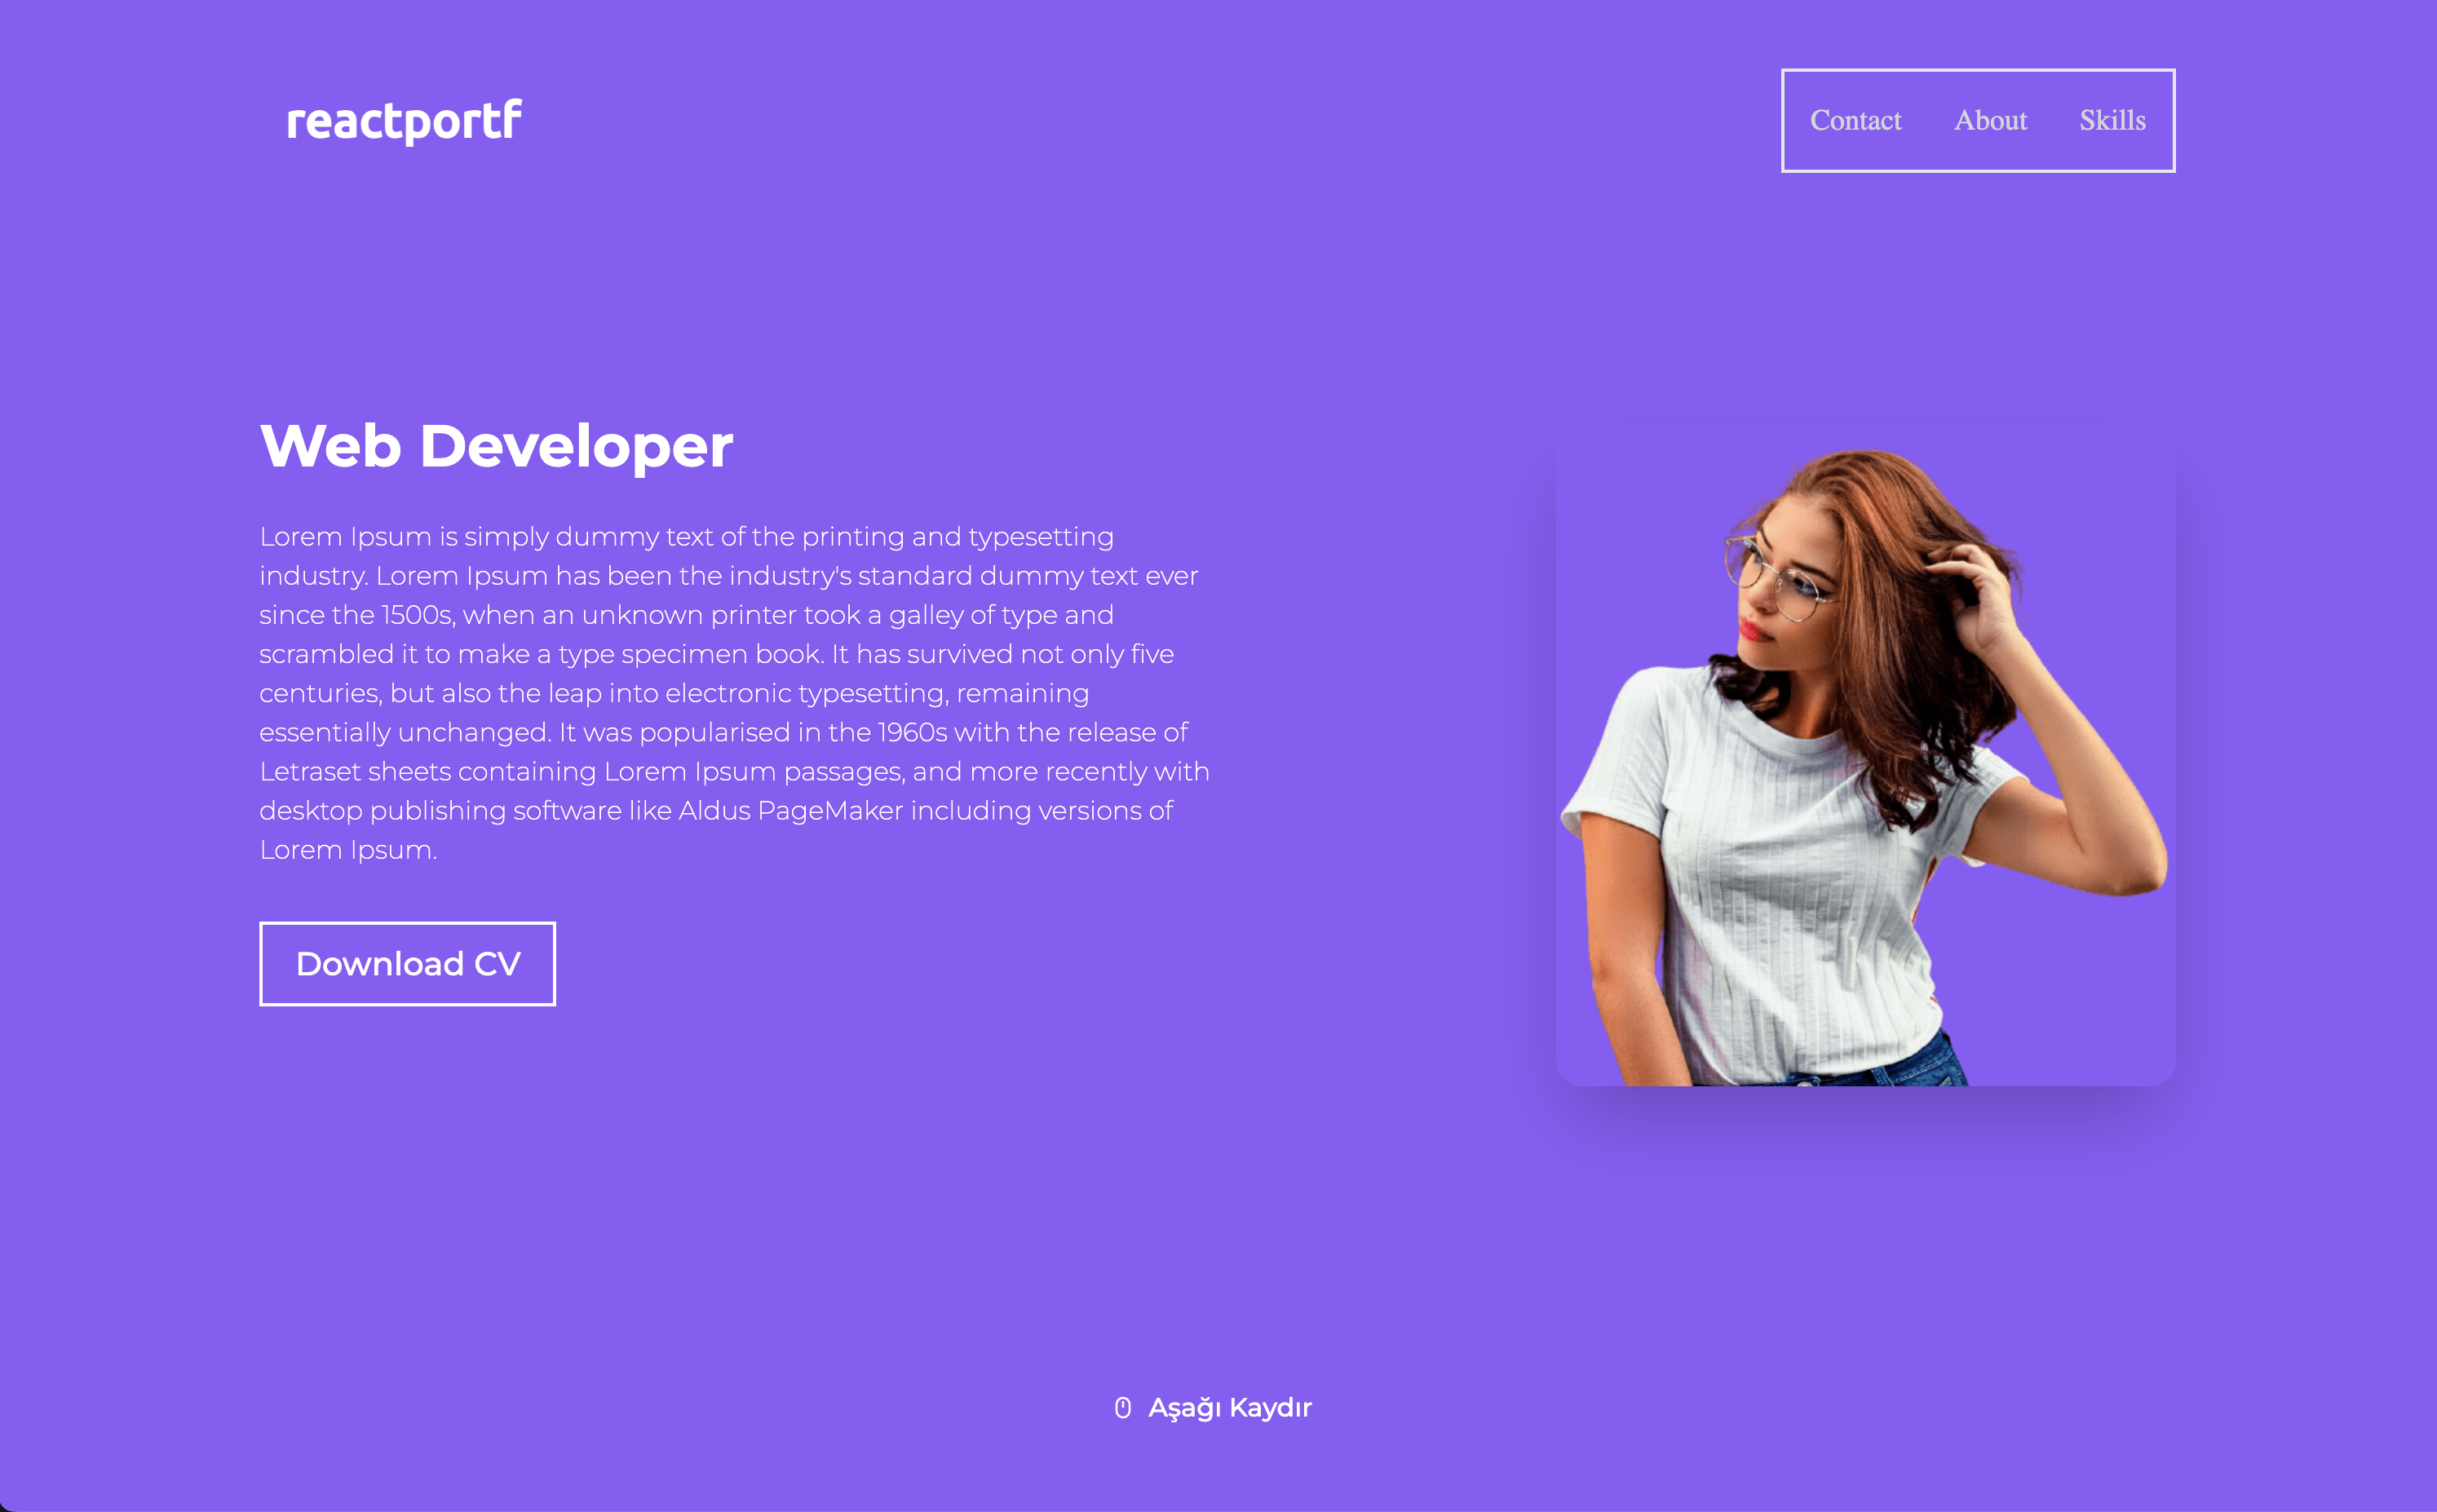 reactportf
Contact About Skills
Web Developer
Lorem Ipsum is simply dummy text of the printing and typesetting
industry. Lorem Ipsum has been the industry's standard dummy text ever
since the 1500s, when an unknown printer took a galley of type and
scrambled it to make a type specimen book. It has survived not only five
centuries, but also the leap into electronic typesetting, remaining
essentially unchanged. It was popularised in the 1960s with the release of
Letraset sheets containing Lorem Ipsum passages, and more recently with
desktop publishing software like Aldus PageMaker including versions of
Lorem Ipsum.
Download CV
Aşağı Kaydır